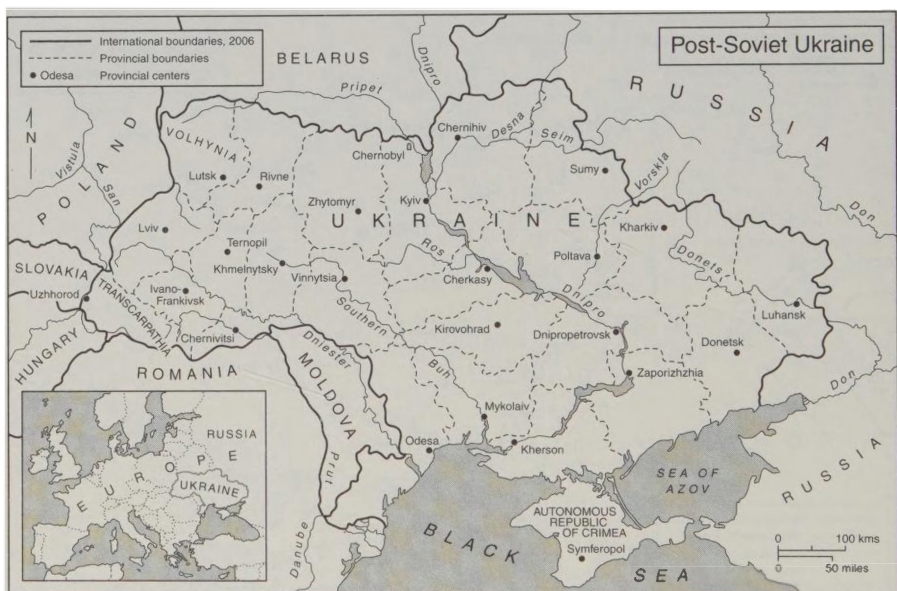 International boundaries, 2006
Provincial boundaries
Odesa Provincial centers
Post-Soviet Ukraine
BELARUS
RUSSIA
POLAND
SLOVAKIA
HUNGARY
ROMANIA
MOLDOVA
UKRAINE
VOLHYNIA
TRANSCARPATHIA
N
Vistula
San
Pripet
Dnipro
Desna
Seim
Vorskla
Don
Chernihiv
Chernobyl
Sumy
Lutsk
Rivne
Zhytomyr
Kyiv
Kharkiv
Lviv
Ternopil
Khmelnytsky
Vinnytsia
Ros
Cherkasy
Poltava
Donets
Dnipro
Luhansk
Uzhhorod
Ivano-
Frankivsk
Chernivitsi
Dniester
Southern
Buh
Kirovohrad
Dnipropetrovsk
Donetsk
Zaporizhzhia
Don
Mykolaiv
Odesa
Kherson
Prut
Danube
SEA OF
AZOV
RUSSIA
AUTONOMOUS
REPUBLIC
OF CRIMEA
Symferopol
BLACK
SEA
0 100 kms
0 50 miles
RUSSIA
EUROPE
UKRAINE